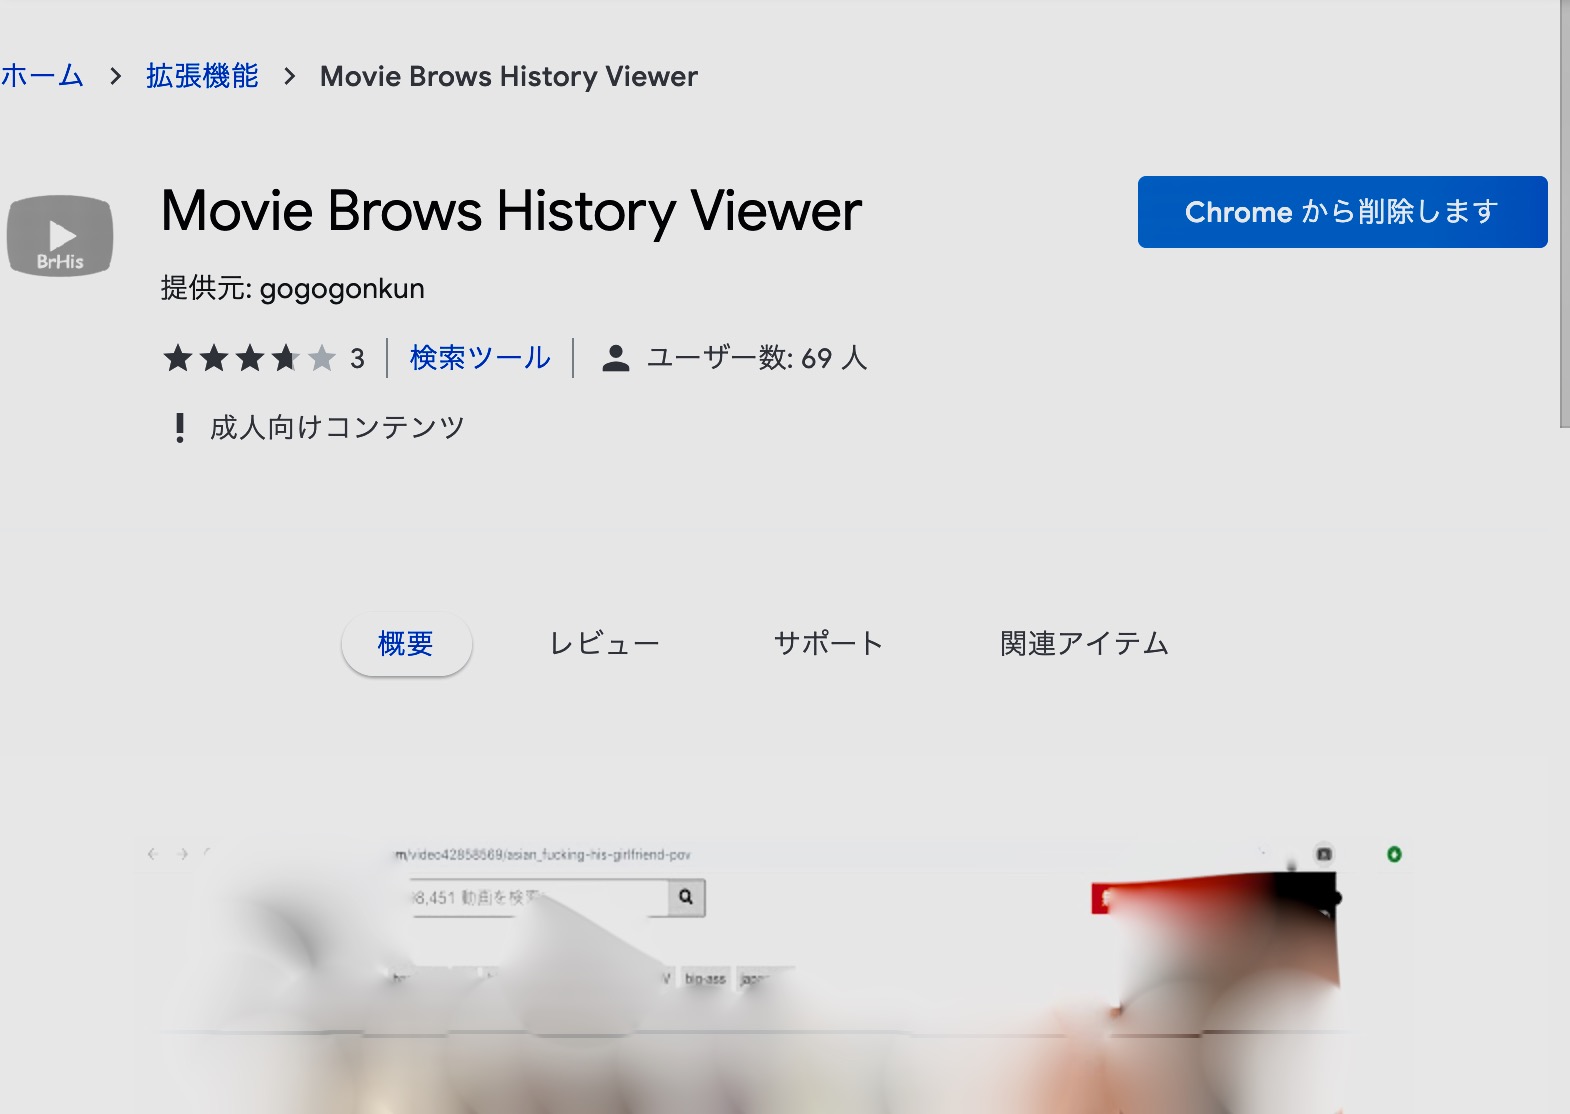 ホーム > 拡張機能 > Movie Brows History Viewer
Movie Brows History Viewer
Chrome から削除します
BrHis
提供元: gogogonkun
3 検索ツール ユーザー数: 69 人
! 成人向けコンテンツ
概要 レビュー サポート 関連アイテム
m/video42858569/asian_fucking-his-girlfriend-pov
8,451 動画を検索
big-ass